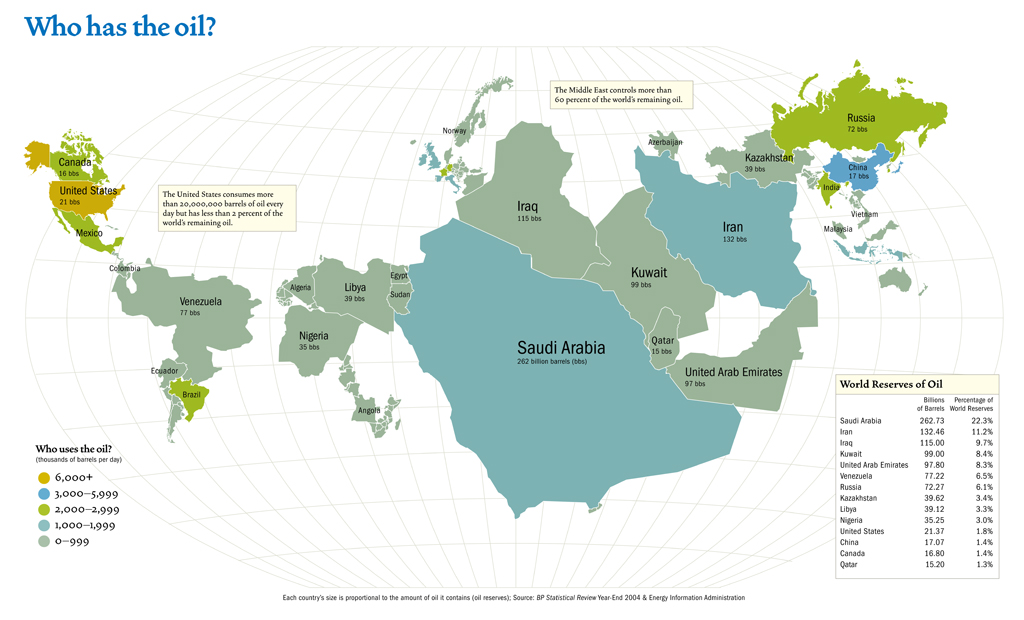 Who has the oil?
The Middle East controls more than
60 percent of the world's remaining oil.
Norway
Azerbaijan
Russia
72 bbs
Kazakhstan
39 bbs
China
17 bbs
India
Vietnam
Malaysia
Canada
16 bbs
United States
21 bbs
Mexico
The United States consumes more
than 20,000,000 barrels of oil every
day but has less than 2 percent of the
world's remaining oil.
Iraq
115 bbs
Iran
132 bbs
Kuwait
99 bbs
Colombia
Venezuela
77 bbs
Ecuador
Brazil
Algeria
Libya
39 bbs
Egypt
Sudan
Nigeria
35 bbs
Angola
Saudi Arabia
262 billion barrels (bbs)
Qatar
15 bbs
United Arab Emirates
97 bbs
Who uses the oil?
(thousands of barrels per day)
6,000+
3,000–5,999
2,000–2,999
1,000–1,999
0–999
World Reserves of Oil
Billions Percentage of
of Barrels World Reserves
Saudi Arabia 262.73 22.3%
Iran 132.46 11.2%
Iraq 115.00 9.7%
Kuwait 99.00 8.4%
United Arab Emirates 97.80 8.3%
Venezuela 77.22 6.5%
Russia 72.27 6.1%
Kazakhstan 39.62 3.4%
Libya 39.12 3.3%
Nigeria 35.25 3.0%
United States 21.37 1.8%
China 17.07 1.4%
Canada 16.80 1.4%
Qatar 15.20 1.3%
Each country's size is proportional to the amount of oil it contains (oil reserves); Source: BP Statistical Review Year-End 2004 & Energy Information Administration